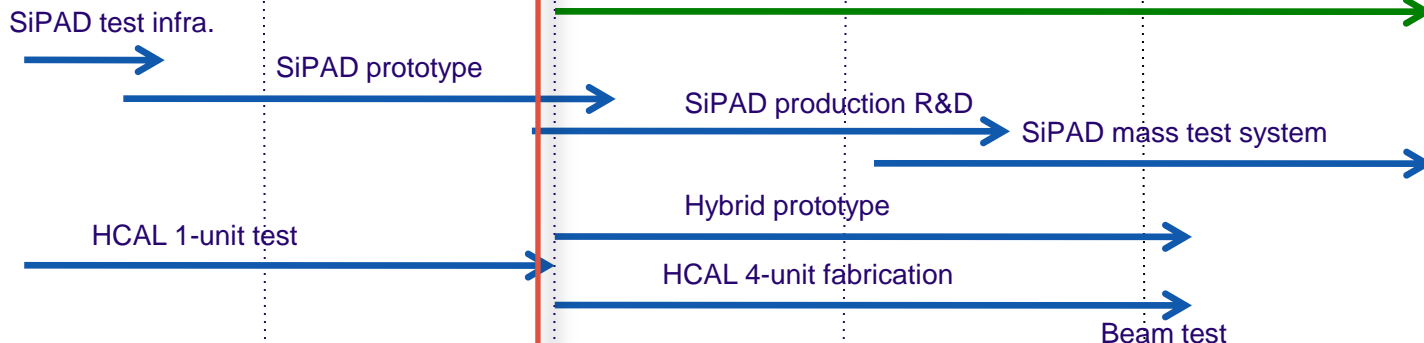 SiPAD test infra.
SiPAD prototype
SiPAD production R&D
SiPAD mass test system
Hybrid prototype
HCAL 1-unit test
HCAL 4-unit fabrication
Beam test